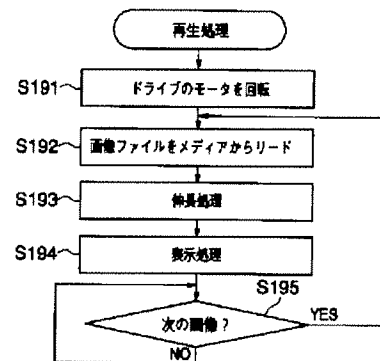 再生処理
S191
ドライブのモータを回転
S192
画像ファイルをメディアからリード
S193
伸長処理
S194
表示処理
S195
次の画像？
YES
NO